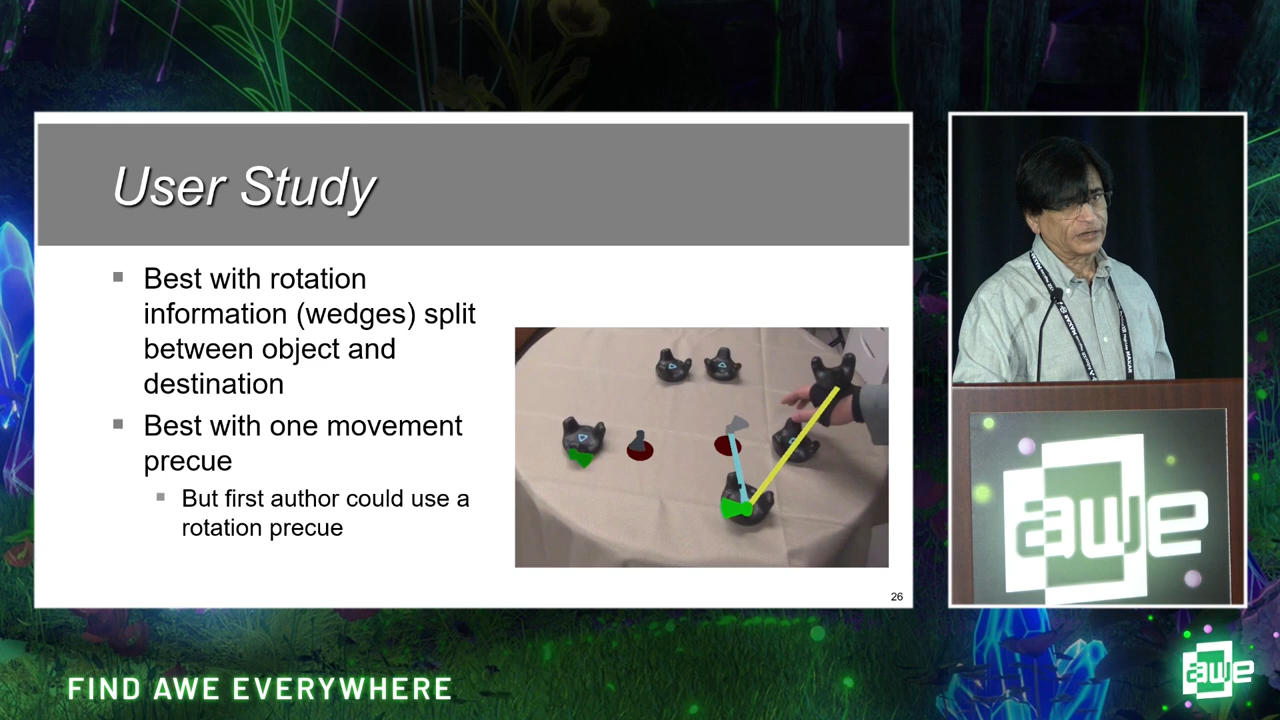 User Study
Best with rotation
information (wedges) split
between object and
destination
Best with one movement
precue
But first author could use a
rotation precue
26
awe
FIND AWE EVERYWHERE
awe